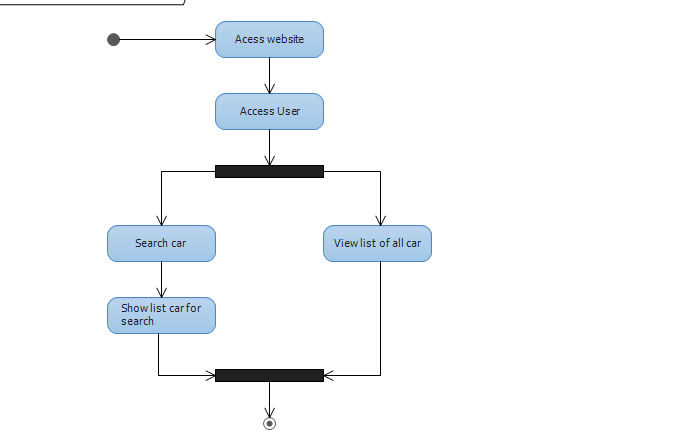 Acess website
Access User
Search car
View list of all car
Show list car for
search